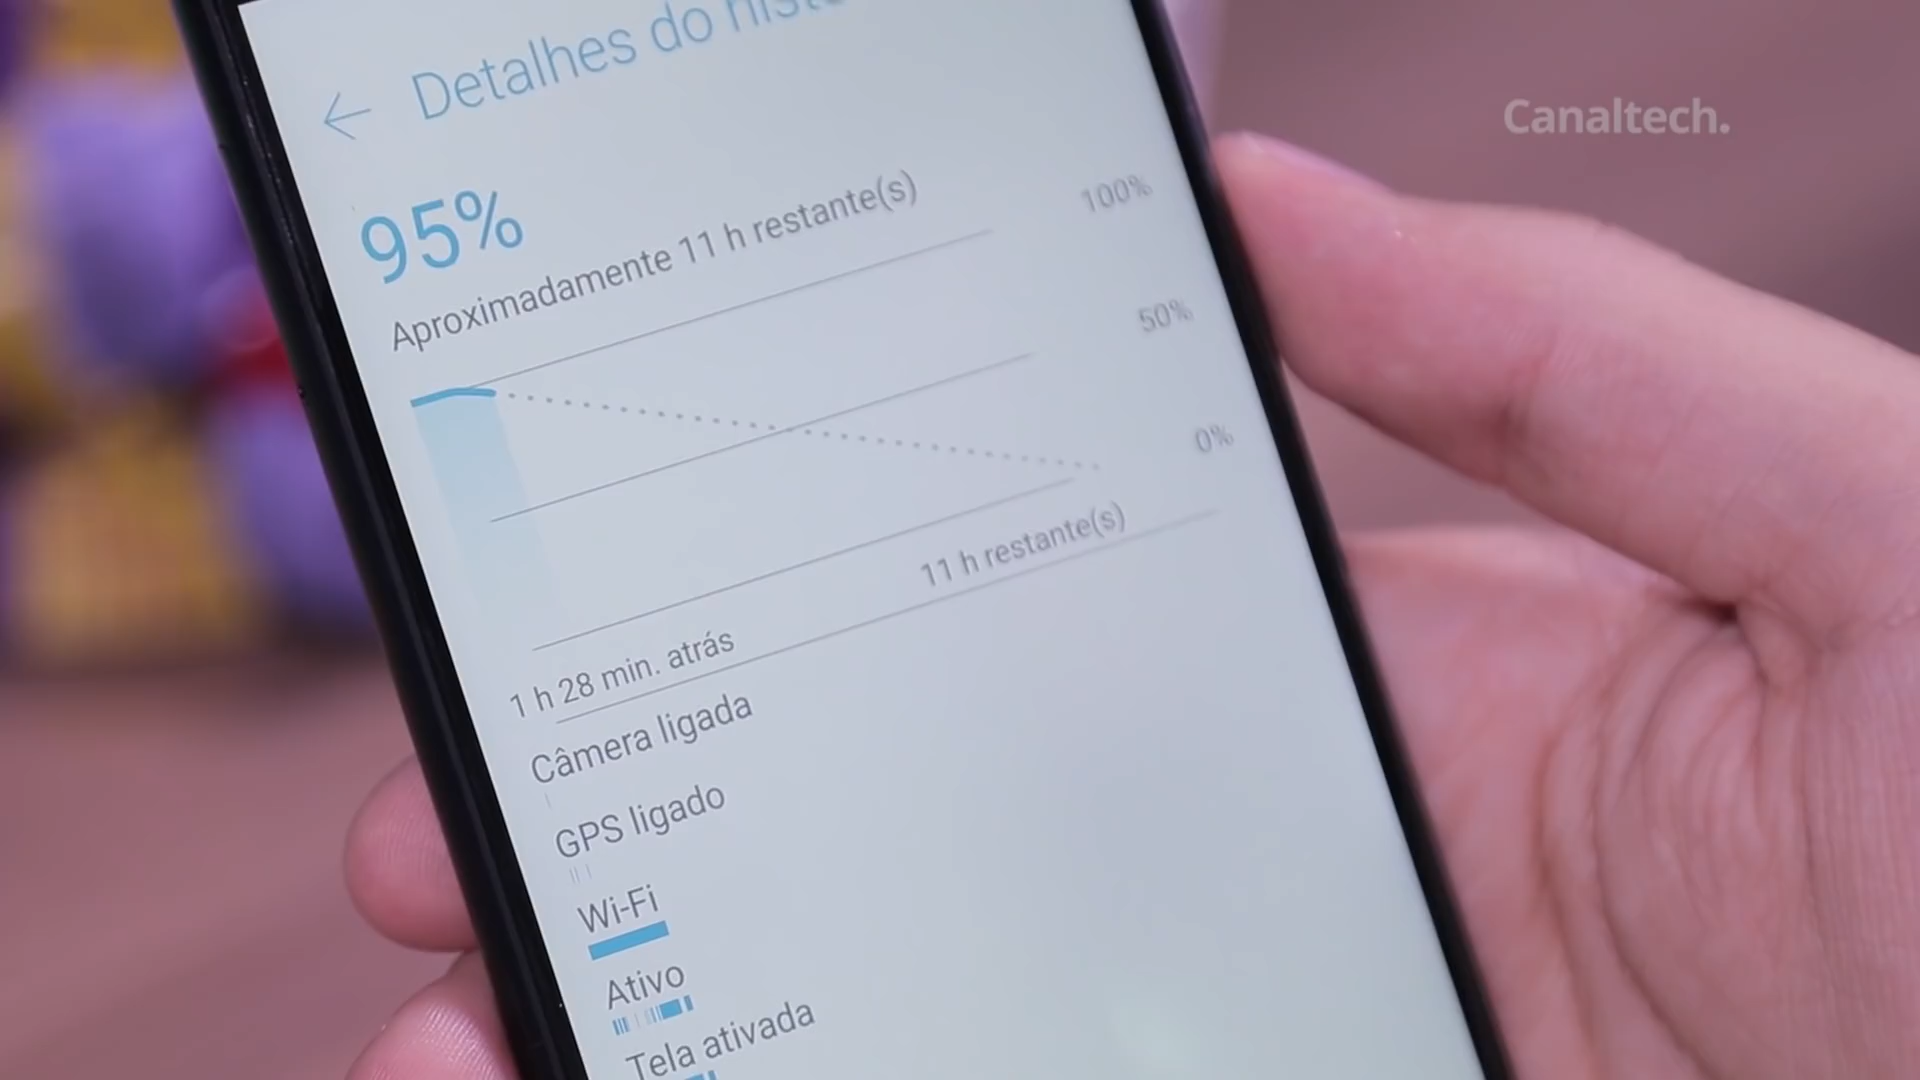 Canaltech.
Detalhes do
95%
Aproximadamente 11 h restante(s)
100%
50%
0%
1 h 28 min. atrás
11 h restante(s)
Câmera ligada
GPS ligado
Wi-Fi
Ativo
Tela ativada